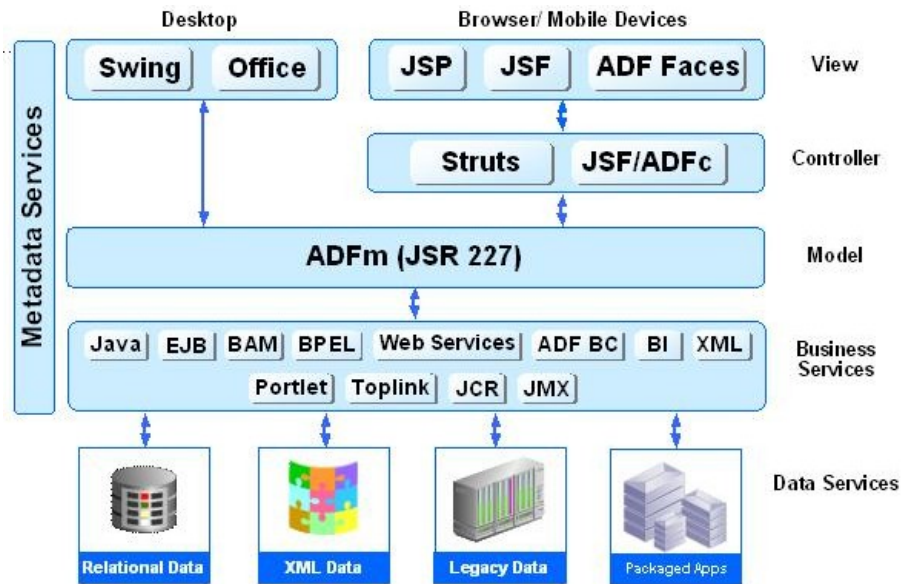 Desktop
Browser/ Mobile Devices
Metadata Services
Swing Office
JSP JSF ADF Faces
View
Struts JSF/ADFc
Controller
ADFm (JSR 227)
Model
Java EJB BAM BPEL Web Services ADF BC BI XML
Portlet Toplink JCR JMX
Business
Services
Data Services
Relational Data
XML Data
Legacy Data
Packaged Apps